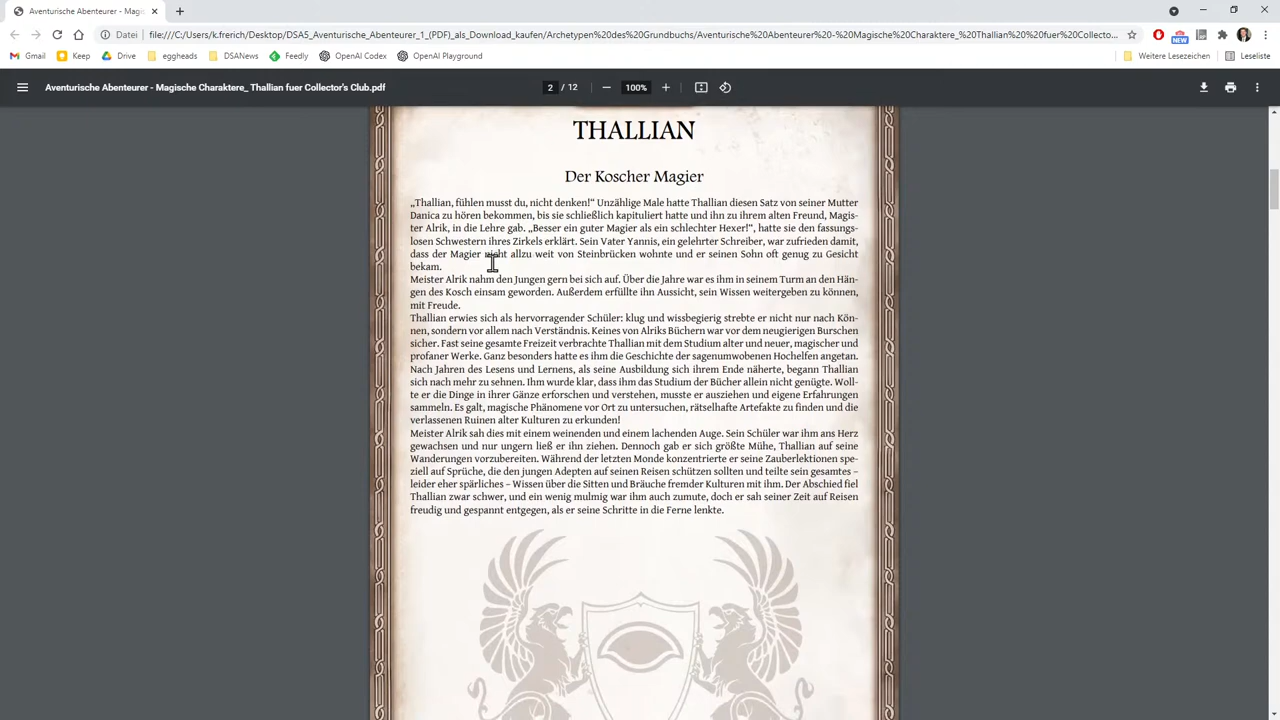 Aventurische Abenteurer - Magi
Datei
file:///C:/Users/k.frerich/Desktop/DSA5_Aventurische_Abenteurer_1_(PDF)_als_Download_kaufen/Archetypen%20des%20Grundbuchs/Aventurische%20Abenteurer%20-%20Magische%20Charaktere_%20Thallian%20%20fuer%20Collecto...
NEW
Gmail
Keep
Drive
eggheads
DSANews
Feedly
OpenAI Codex
OpenAI Playground
Weitere Lesezeichen
Leseliste
Aventurische Abenteurer - Magische Charaktere_ Thallian fuer Collector's Club.pdf
2 / 12
100%
THALLIAN
Der Koscher Magier
„Thallian, fühlen musst du, nicht denken!“ Unzählige Male hatte Thallian diesen Satz von seiner Mutter
Danica zu hören bekommen, bis sie schließlich kapituliert hatte und ihn zu ihrem alten Freund, Magis-
ter Alrik, in die Lehre gab. „Besser ein guter Magier als ein schlechter Hexer!“, hatte sie den fassungs-
losen Schwestern ihres Zirkels erklärt. Sein Vater Yannis, ein gelehrter Schreiber, war zufrieden damit,
dass der Magier nicht allzu weit von Steinbrücken wohnte und er seinen Sohn oft genug zu Gesicht
bekam.
Meister Alrik nahm den Jungen gern bei sich auf. Über die Jahre war es ihm in seinem Turm an den Hän-
gen des Kosch einsam geworden. Außerdem erfüllte ihn Aussicht, sein Wissen weitergeben zu können,
mit Freude.
Thallian erwies sich als hervorragender Schüler: klug und wissbegierig strebte er nicht nur nach Kön-
nen, sondern vor allem nach Verständnis. Keines von Alriks Büchern war vor dem neugierigen Burschen
sicher. Fast seine gesamte Freizeit verbrachte Thallian mit dem Studium alter und neuer, magischer und
profaner Werke. Ganz besonders hatte es ihm die Geschichte der sagenumwobenen Hochelfen angetan.
Nach Jahren des Lesens und Lernens, als seine Ausbildung sich ihrem Ende näherte, begann Thallian
sich nach mehr zu sehnen. Ihm wurde klar, dass ihm das Studium der Bücher allein nicht genügte. Woll-
te er die Dinge in ihrer Gänze erforschen und verstehen, musste er ausziehen und eigene Erfahrungen
sammeln. Es galt, magische Phänomene vor Ort zu untersuchen, rätselhafte Artefakte zu finden und die
verlassenen Ruinen alter Kulturen zu erkunden!
Meister Alrik sah dies mit einem weinenden und einem lachenden Auge. Sein Schüler war ihm ans Herz
gewachsen und nur ungern ließ er ihn ziehen. Dennoch gab er sich größte Mühe, Thallian auf seine
Wanderungen vorzubereiten. Während der letzten Monde konzentrierte er seine Zauberlektionen spe-
ziell auf Sprüche, die den jungen Adepten auf seinen Reisen schützen sollten und teilte sein gesamtes –
leider eher spärliches – Wissen über die Sitten und Bräuche fremder Kulturen mit ihm. Der Abschied fiel
Thallian zwar schwer, und ein wenig mulmig war ihm auch zumute, doch er sah seiner Zeit auf Reisen
freudig und gespannt entgegen, als er seine Schritte in die Ferne lenkte.